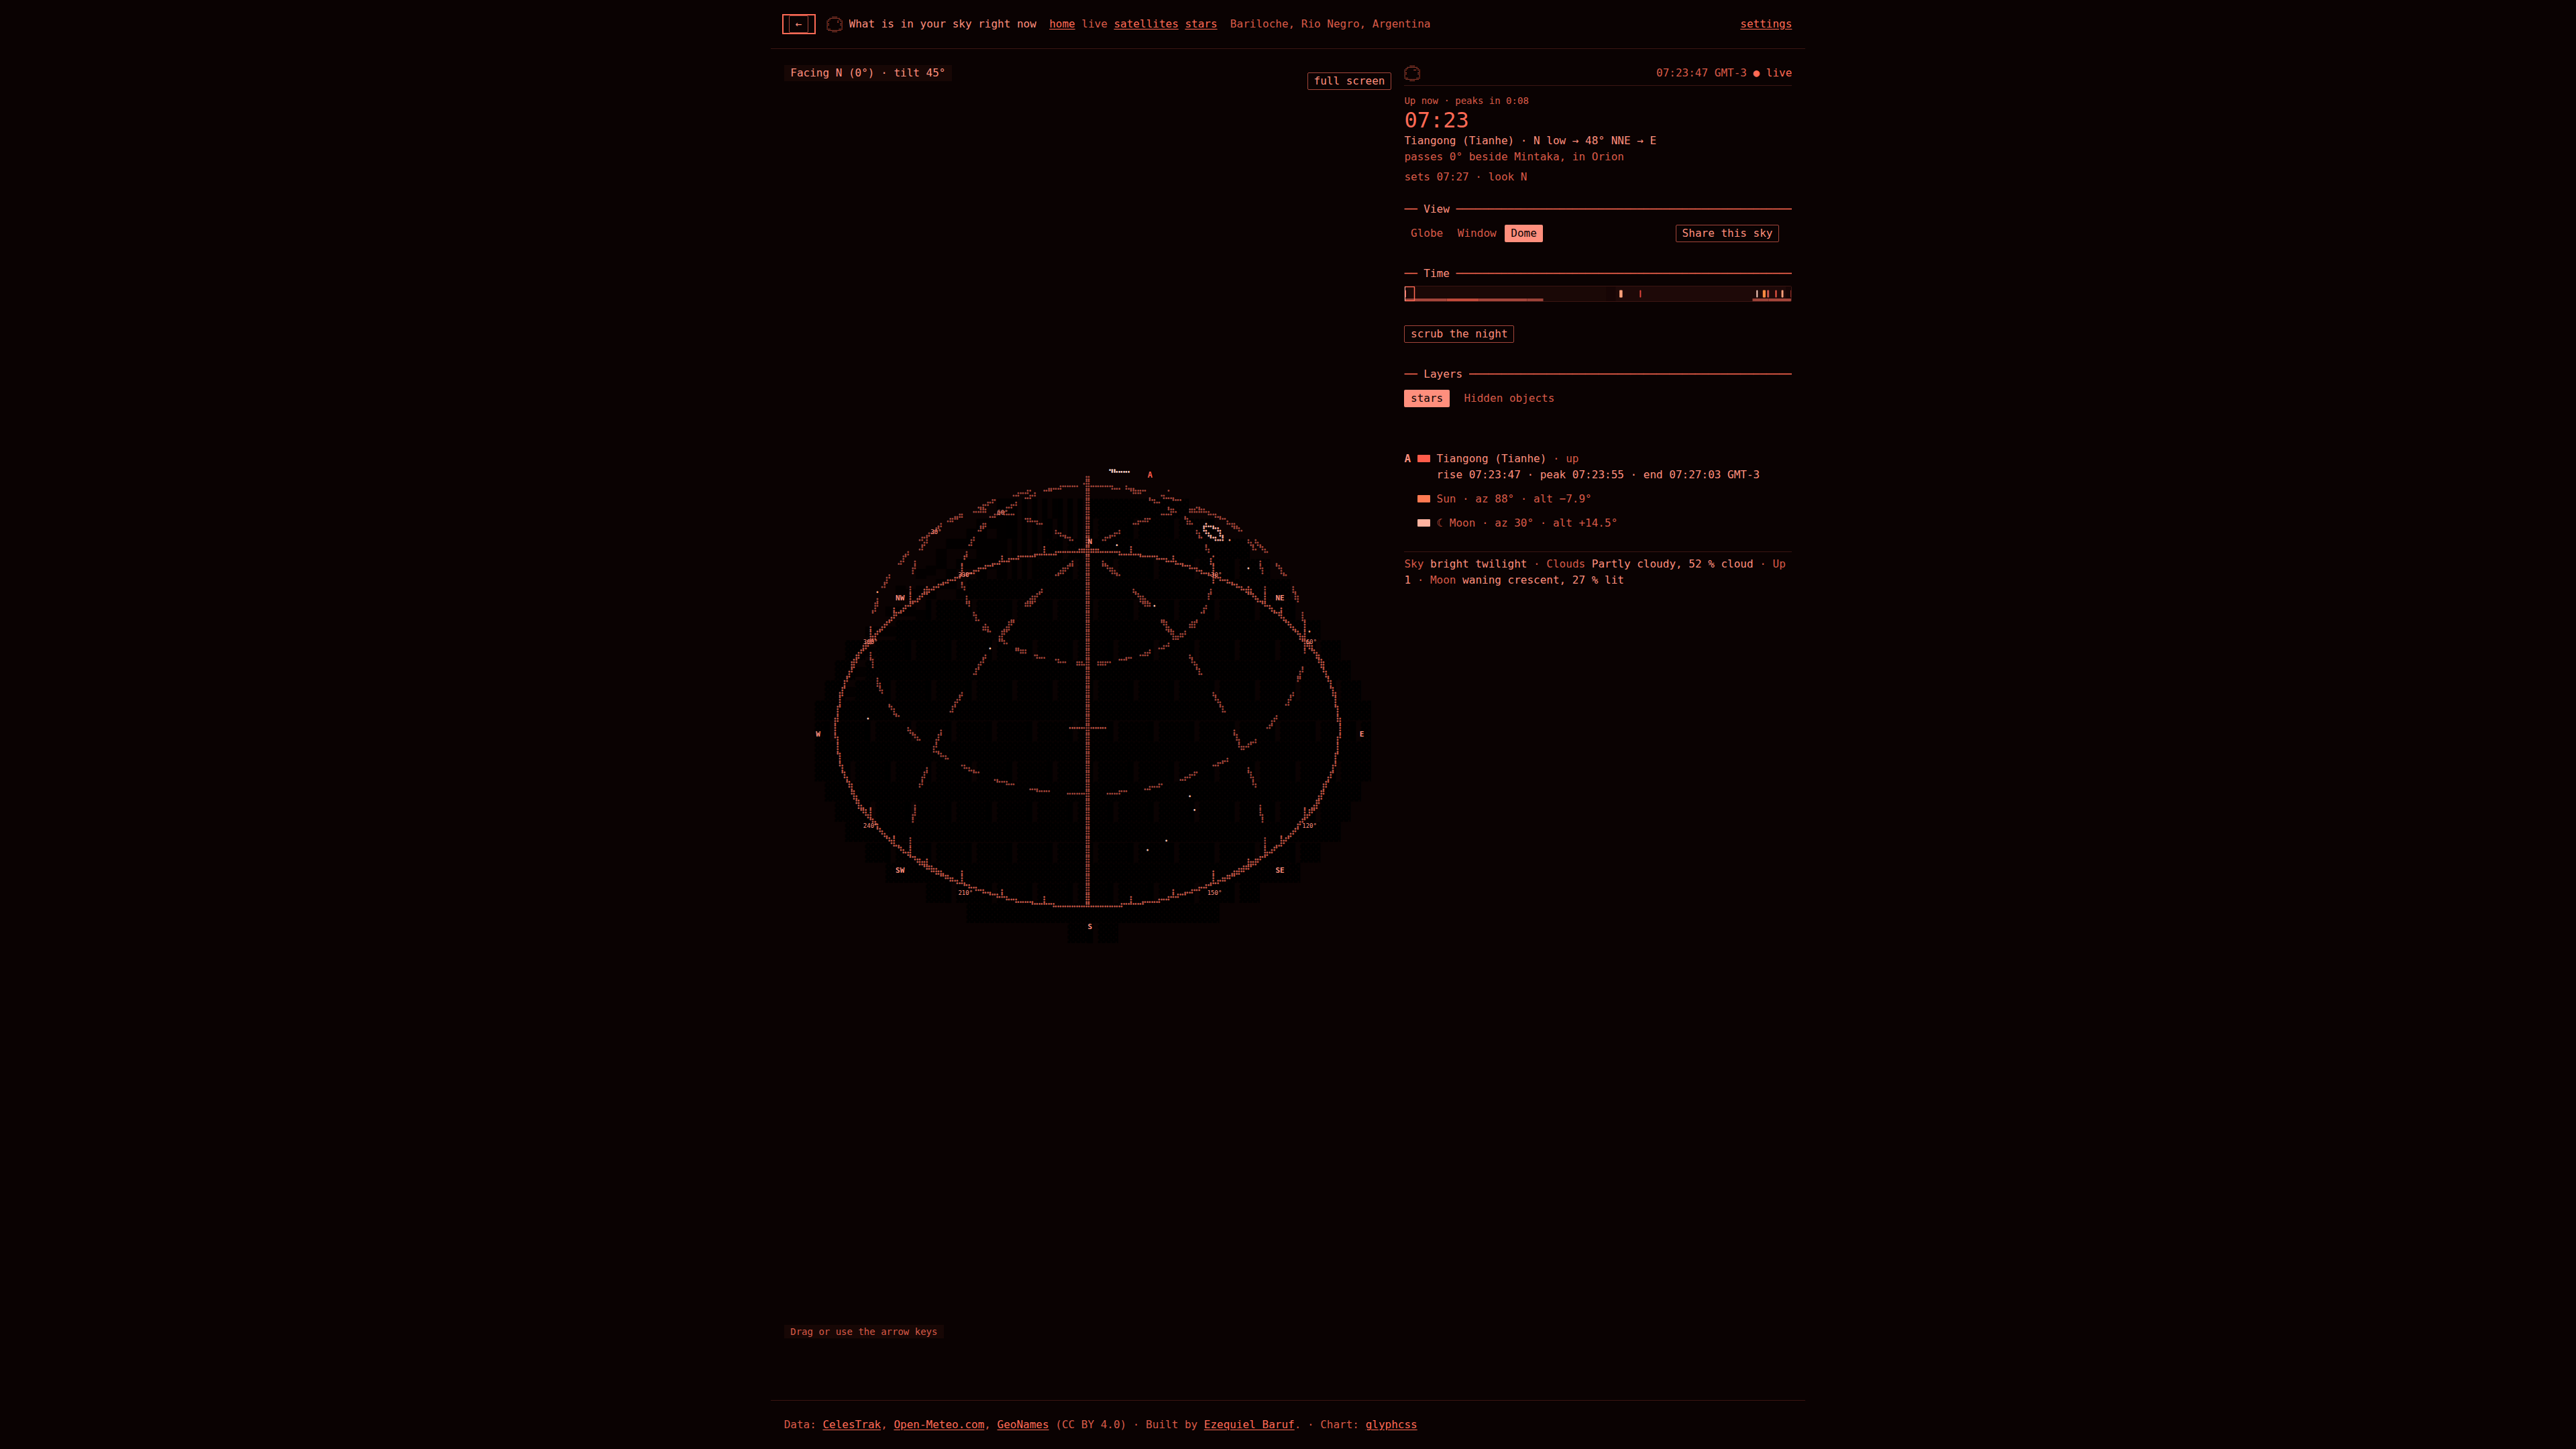 ← What is in your sky right now home live satellites stars Bariloche, Rio Negro, Argentina settings
Facing N (0°) · tilt 45°
full screen
07:23:47 GMT-3 ● live
Up now · peaks in 0:08
07:23
Tiangong (Tianhe) · N low → 48° NNE → E
passes 0° beside Mintaka, in Orion
sets 07:27 · look N
View
Globe Window Dome Share this sky
Time
scrub the night
Layers
stars Hidden objects
A Tiangong (Tianhe) · up
rise 07:23:47 · peak 07:23:55 · end 07:27:03 GMT-3
Sun · az 88° · alt −7.9°
☾ Moon · az 30° · alt +14.5°
Sky bright twilight · Clouds Partly cloudy, 52 % cloud · Up
1 · Moon waning crescent, 27 % lit
A
N
NW NE
W E
240° 120°
SW SE
210° 150°
S
Drag or use the arrow keys
Data: CelesTrak, Open-Meteo.com, GeoNames (CC BY 4.0) · Built by Ezequiel Baruf. · Chart: glyphcss